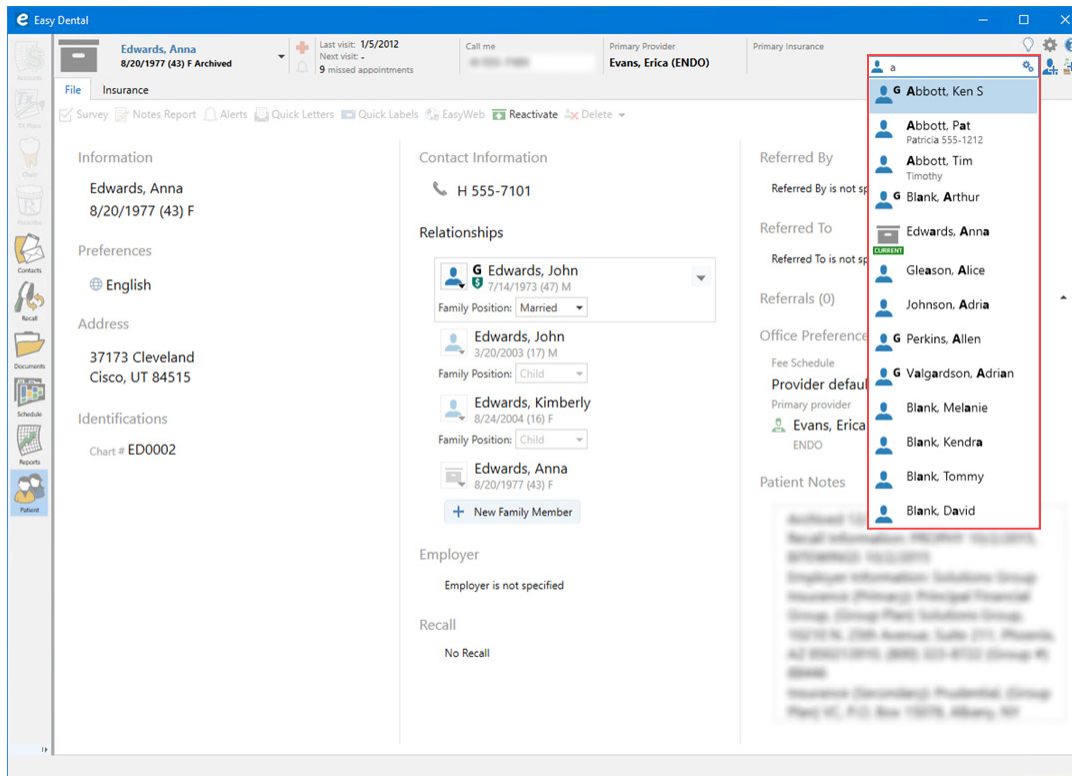 Easy Dental
Edwards, Anna
8/20/1977 (43) F Archived
Last visit: 1/5/2012
Next visit: -
9 missed appointments
Call me
Primary Provider
Evans, Erica (ENDO)
Primary Insurance
a
File
Insurance
Survey
Notes Report
Alerts
Quick Letters
Quick Labels
EasyWeb
Reactivate
Delete
Accounts
TX Plans
Chart
Contacts
Recall
Documents
Schedule
Reports
Patient
Information
Edwards, Anna
8/20/1977 (43) F
Preferences
English
Address
37173 Cleveland
Cisco, UT 84515
Identifications
Chart # ED0002
Contact Information
H 555-7101
Relationships
G Edwards, John
7/14/1973 (47) M
Family Position: Married
Edwards, John
3/20/2003 (17) M
Family Position: Child
Edwards, Kimberly
8/24/2004 (16) F
Family Position: Child
Edwards, Anna
8/20/1977 (43) F
+ New Family Member
Employer
Employer is not specified
Recall
No Recall
Referred By
Referred By is not sp
Referred To
Referred To is not sp
Referrals (0)
Office Preference
Fee Schedule
Provider defaul
Primary provider
Evans, Erica
ENDO
Patient Notes
G Abbott, Ken S
Abbott, Pat
Patricia 555-1212
Abbott, Tim
Timothy
G Blank, Arthur
Edwards, Anna
CURRENT
Gleason, Alice
Johnson, Adria
G Perkins, Allen
G Valgardson, Adrian
Blank, Melanie
Blank, Kendra
Blank, Tommy
Blank, David